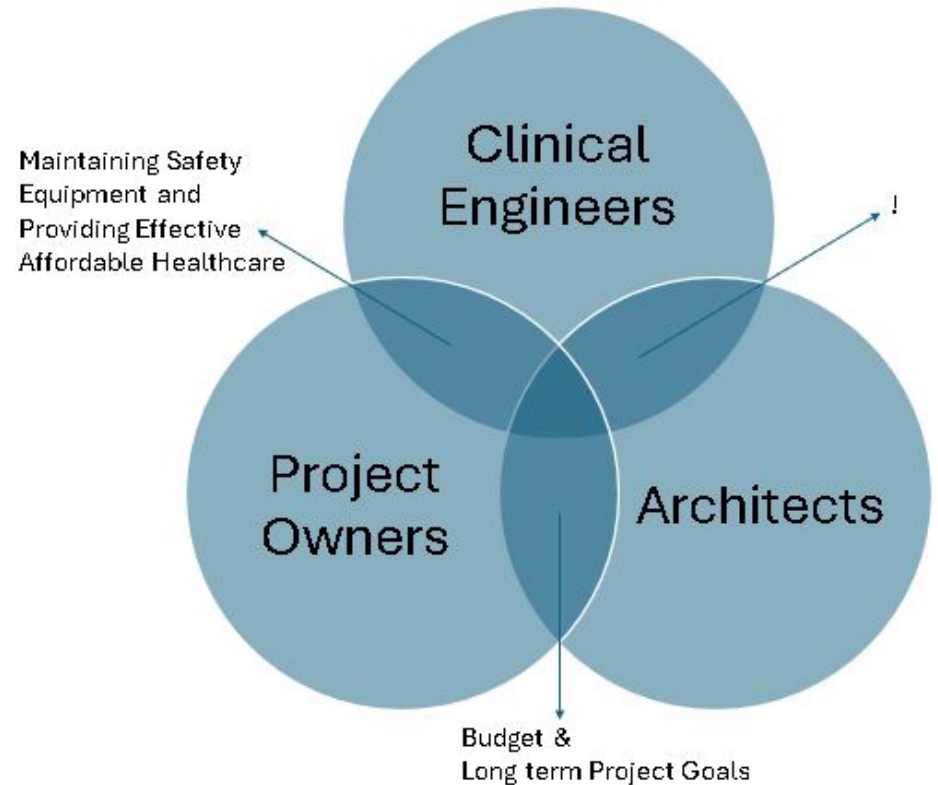 Clinical
Engineers
Maintaining Safety
Equipment and
Providing Effective
Affordable Healthcare
!
Project
Owners
Architects
Budget &
Long term Project Goals